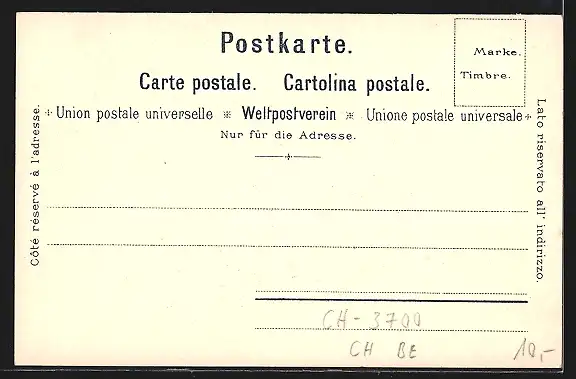 Postkarte.
Marke.
Timbre.
Carte postale. Cartolina postale.
Union postale universelle ※ Weltpostverein ※ Unione postale universale
Nur für die Adresse.
Côté réservé à l'adresse.
Lato riservato all' indirizzo.
CH - 3700
CH BE
10,-